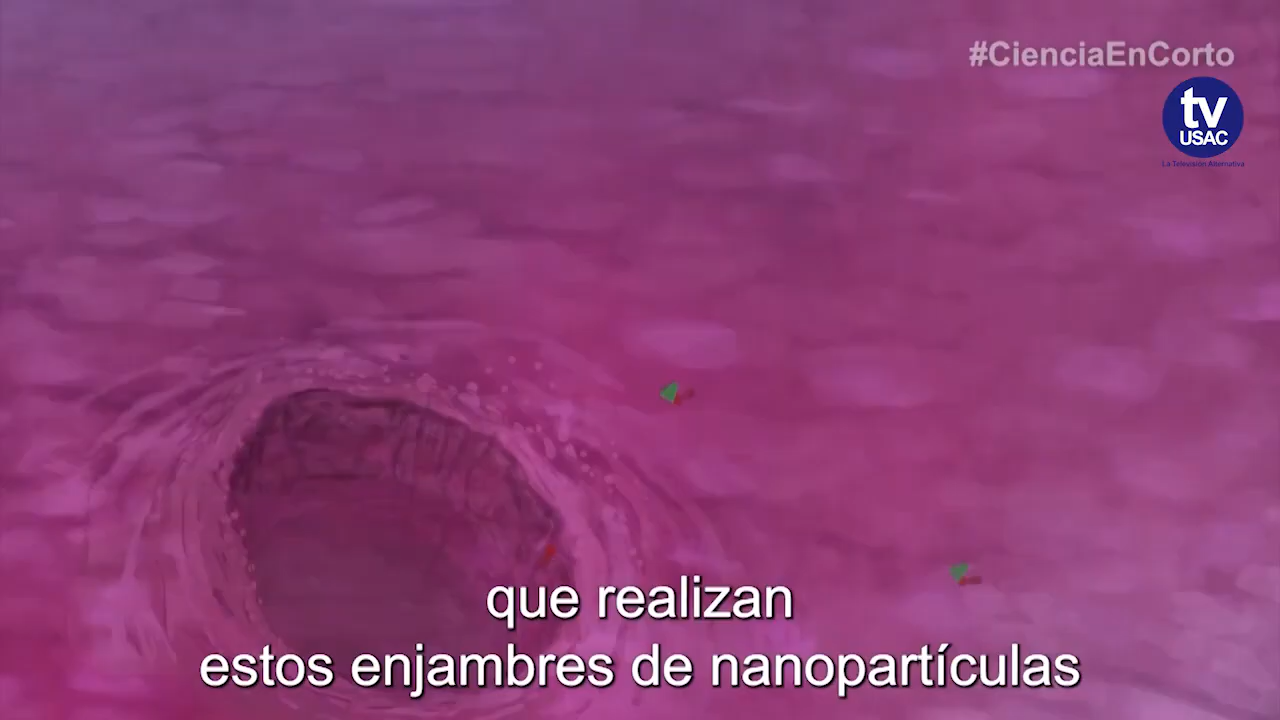 #CienciaEnCorto
tv
USAC
La Televisión Alternativa
que realizan
estos enjambres de nanopartículas